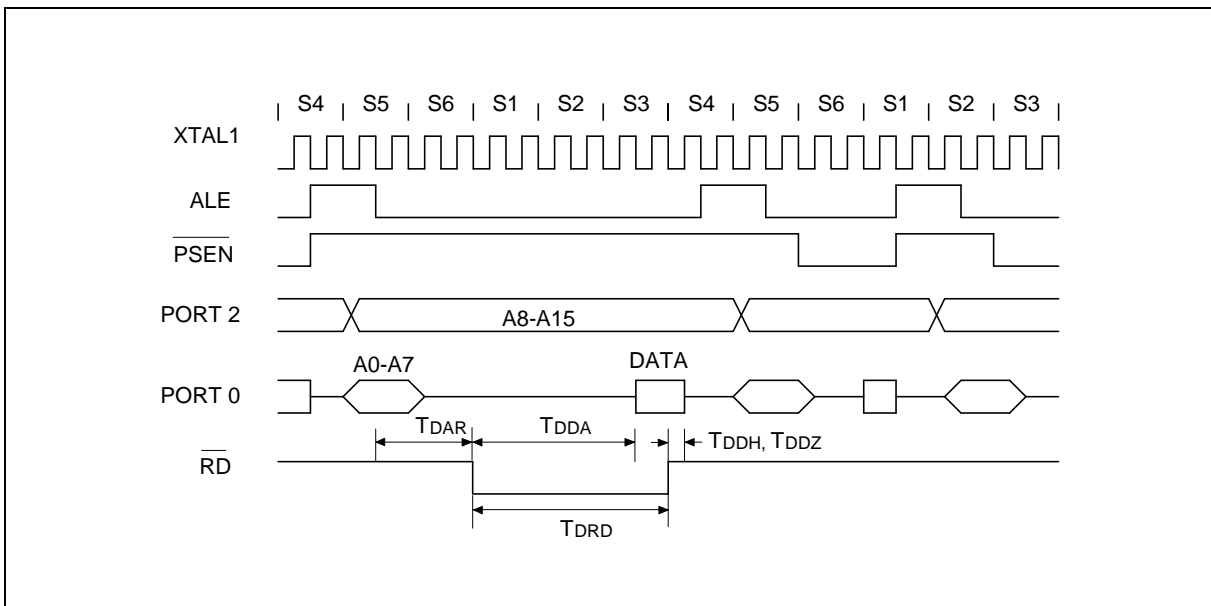 S4 S5 S6 S1 S2 S3 S4 S5 S6 S1 S2 S3
XTAL1
ALE
PSEN
PORT 2
A8-A15
A0-A7
DATA
PORT 0
TDAR
TDDA
TDDH, TDDZ
RD
TDRD